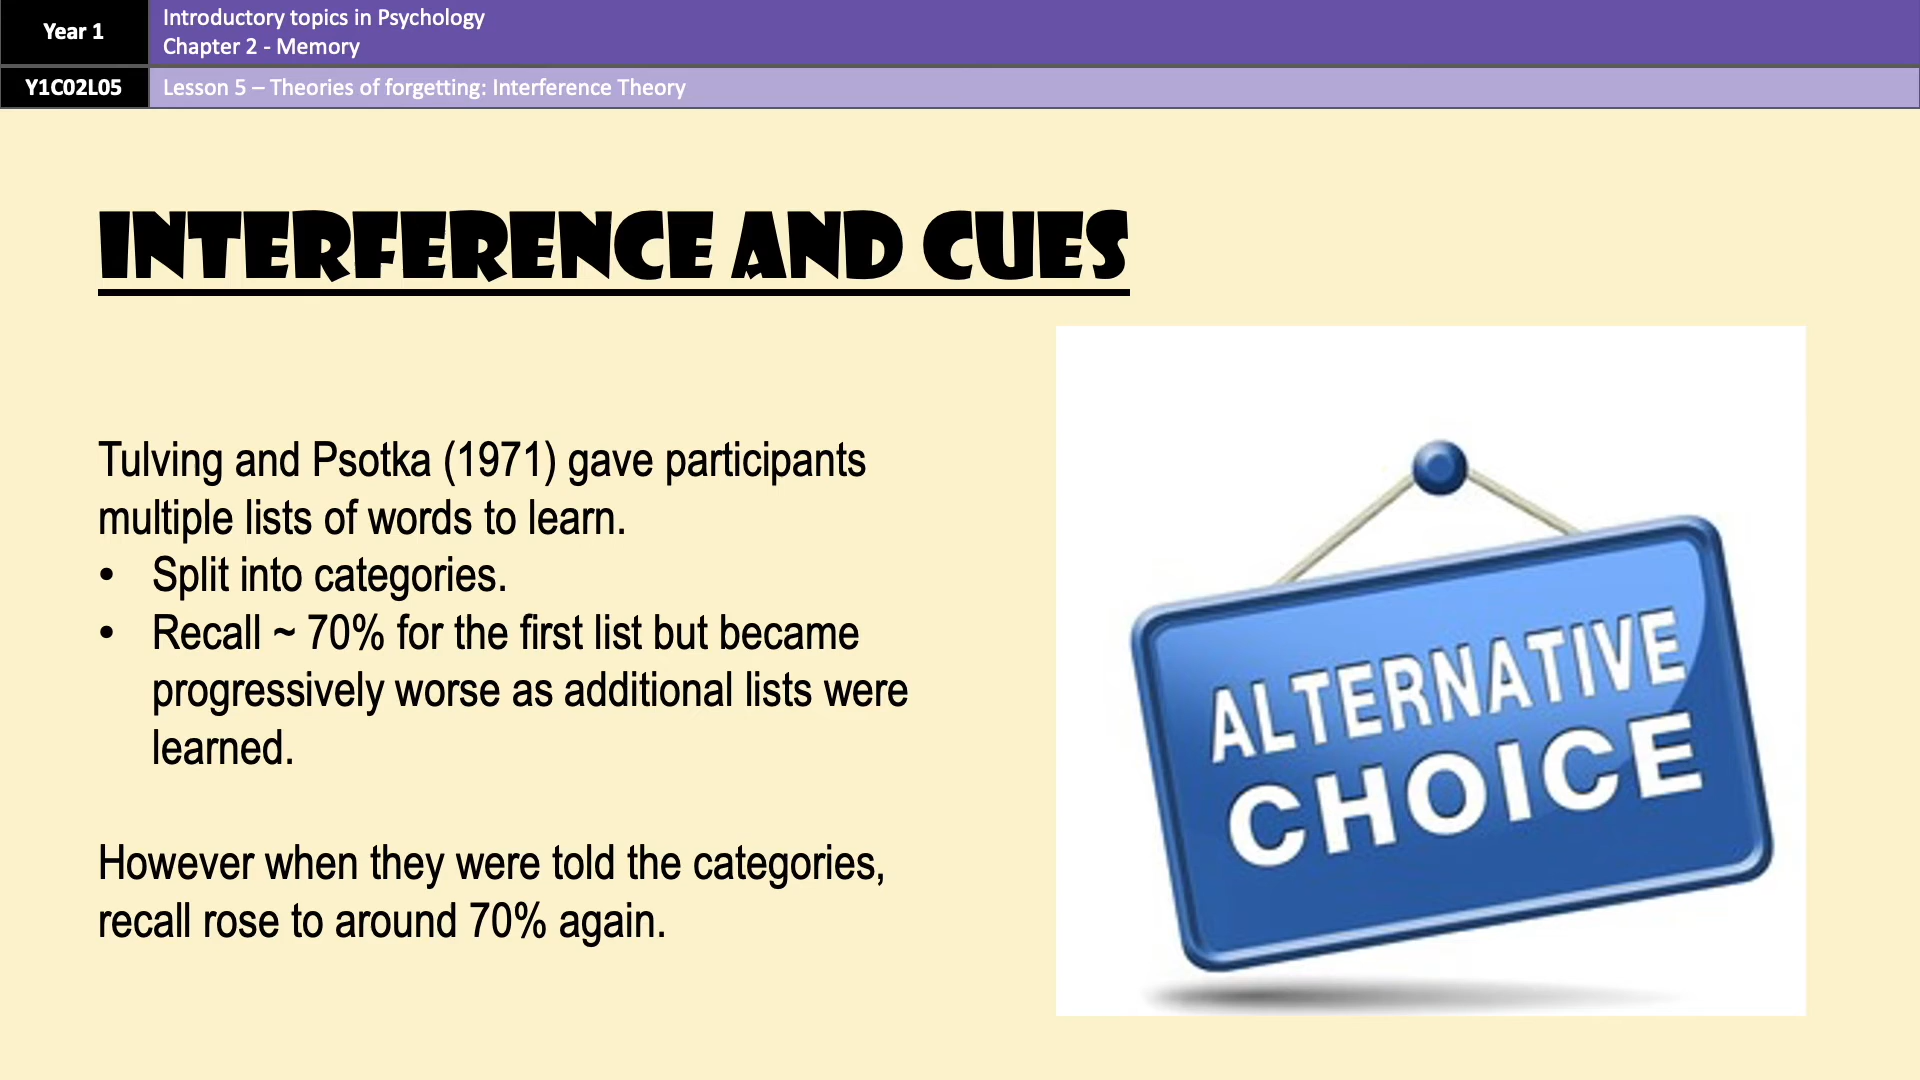 Year 1
Introductory topics in Psychology
Chapter 2 - Memory
Y1C02L05
Lesson 5 – Theories of forgetting: Interference Theory
INTERFERENCE AND CUES
Tulving and Psotka (1971) gave participants
multiple lists of words to learn.
• Split into categories.
• Recall ~ 70% for the first list but became
progressively worse as additional lists were
learned.
However when they were told the categories,
recall rose to around 70% again.
ALTERNATIVE
CHOICE